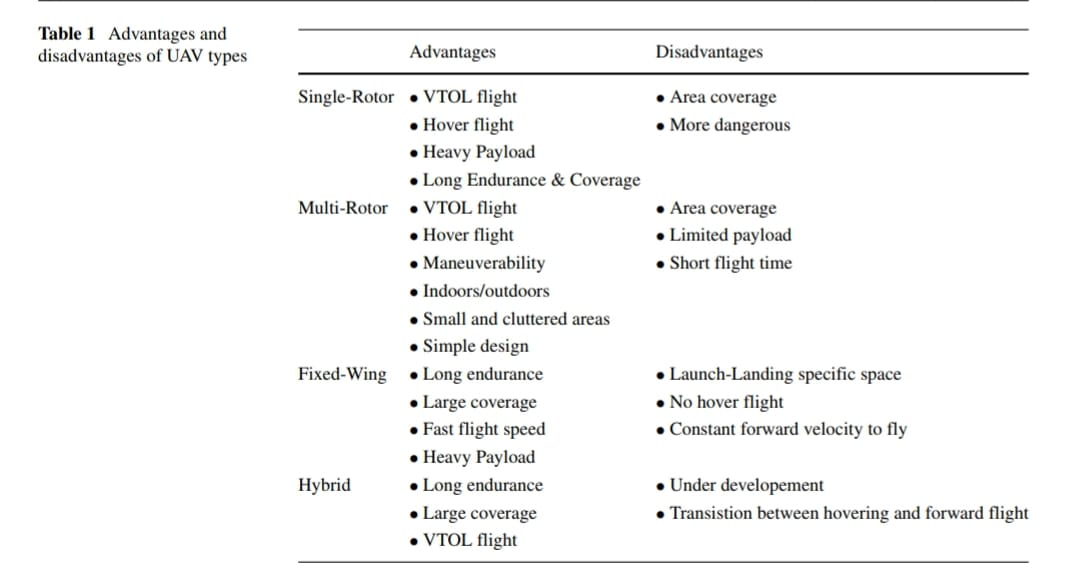 Table 1 Advantages and
disadvantages of UAV types
Advantages Disadvantages
Single-Rotor • VTOL flight • Area coverage
• Hover flight • More dangerous
• Heavy Payload
• Long Endurance & Coverage
Multi-Rotor • VTOL flight • Area coverage
• Hover flight • Limited payload
• Maneuverability • Short flight time
• Indoors/outdoors
• Small and cluttered areas
• Simple design
Fixed-Wing • Long endurance • Launch-Landing specific space
• Large coverage • No hover flight
• Fast flight speed • Constant forward velocity to fly
• Heavy Payload
Hybrid • Long endurance • Under developement
• Large coverage • Transistion between hovering and forward flight
• VTOL flight